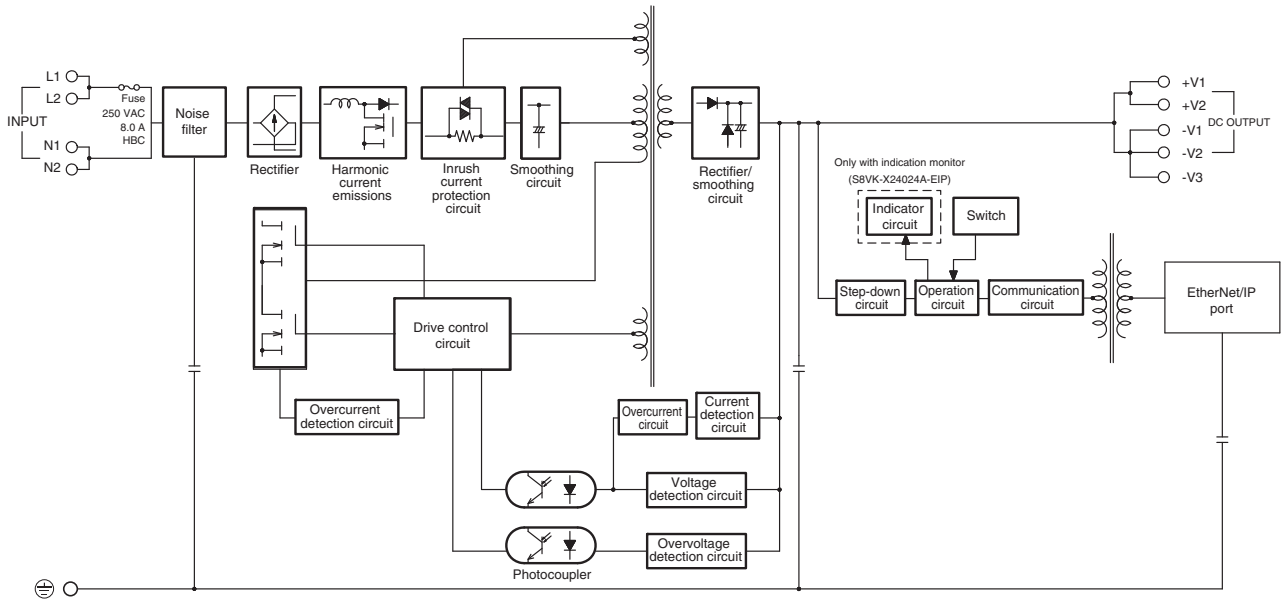 L1
L2
INPUT
N1
N2
Fuse
250 VAC
8.0 A
HBC
Noise
filter
Rectifier
Harmonic
current
emissions
Inrush
current
protection
circuit
Smoothing
circuit
Rectifier/
smoothing
circuit
+V1
+V2
-V1
-V2
-V3
DC OUTPUT
Only with indication monitor
(S8VK-X24024A-EIP)
Indicator
circuit
Switch
Step-down
circuit
Operation
circuit
Communication
circuit
EtherNet/IP
port
Drive control
circuit
Overcurrent
detection circuit
Overcurrent
circuit
Current
detection
circuit
Voltage
detection circuit
Overvoltage
detection circuit
Photocoupler